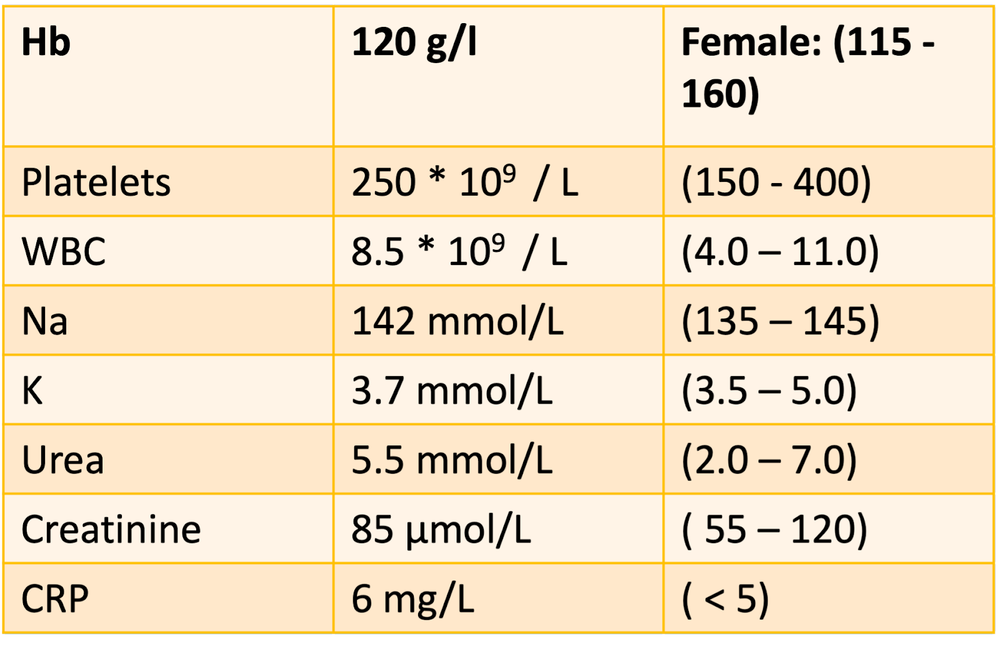 Hb 120 g/l Female: (115 -
160)
Platelets 250 * 10⁹ / L (150 - 400)
WBC 8.5 * 10⁹ / L (4.0 – 11.0)
Na 142 mmol/L (135 – 145)
K 3.7 mmol/L (3.5 – 5.0)
Urea 5.5 mmol/L (2.0 – 7.0)
Creatinine 85 µmol/L ( 55 – 120)
CRP 6 mg/L ( < 5)